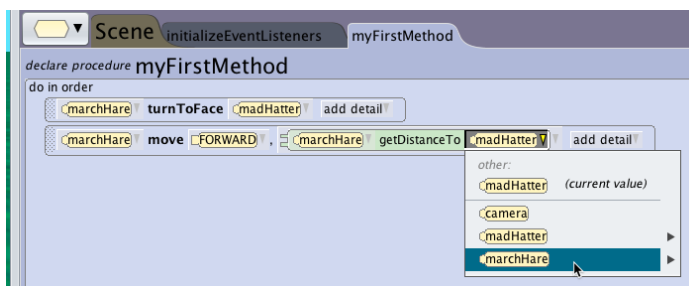 Scene initializeEventListeners myFirstMethod
declare procedure myFirstMethod
do in order
marchHare turnToFace madHatter add detail
marchHare move FORWARD , marchHare getDistanceTo madHatter add detail
other:
madHatter (current value)
camera
madHatter
marchHare